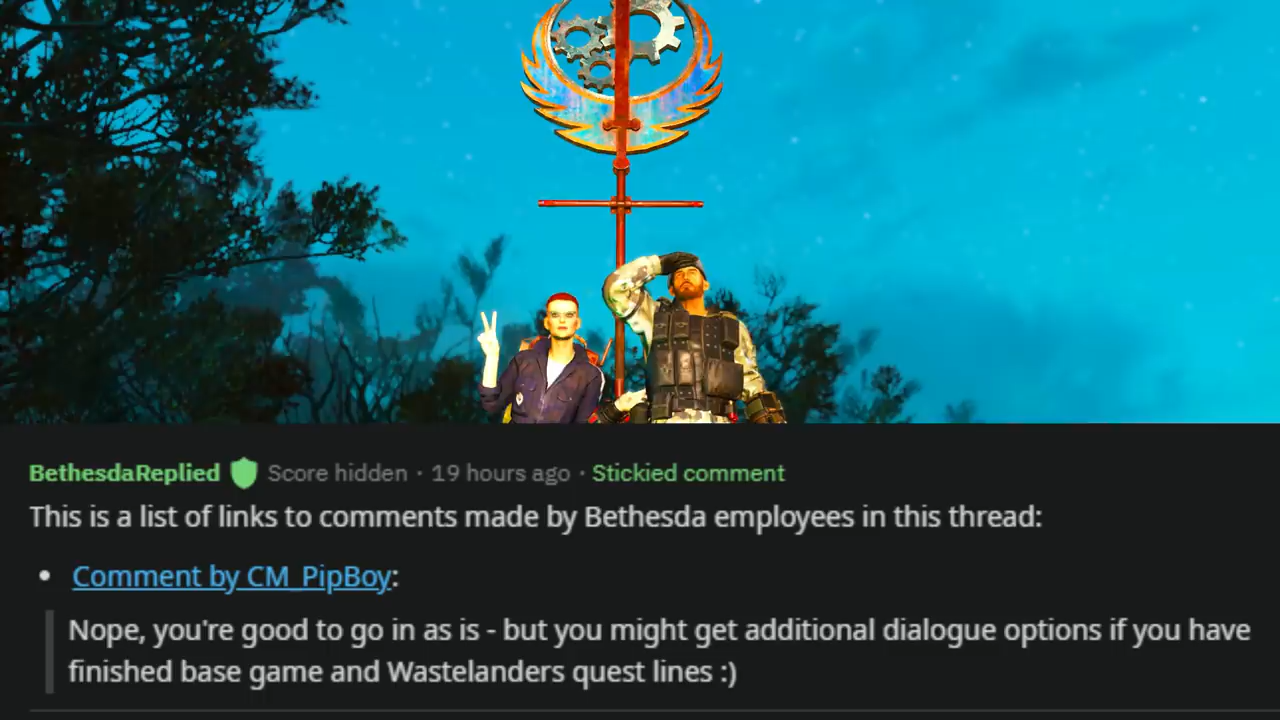 BethesdaReplied Score hidden · 19 hours ago · Stickied comment
This is a list of links to comments made by Bethesda employees in this thread:
• Comment by CM_PipBoy:
Nope, you're good to go in as is - but you might get additional dialogue options if you have
finished base game and Wastelanders quest lines :)